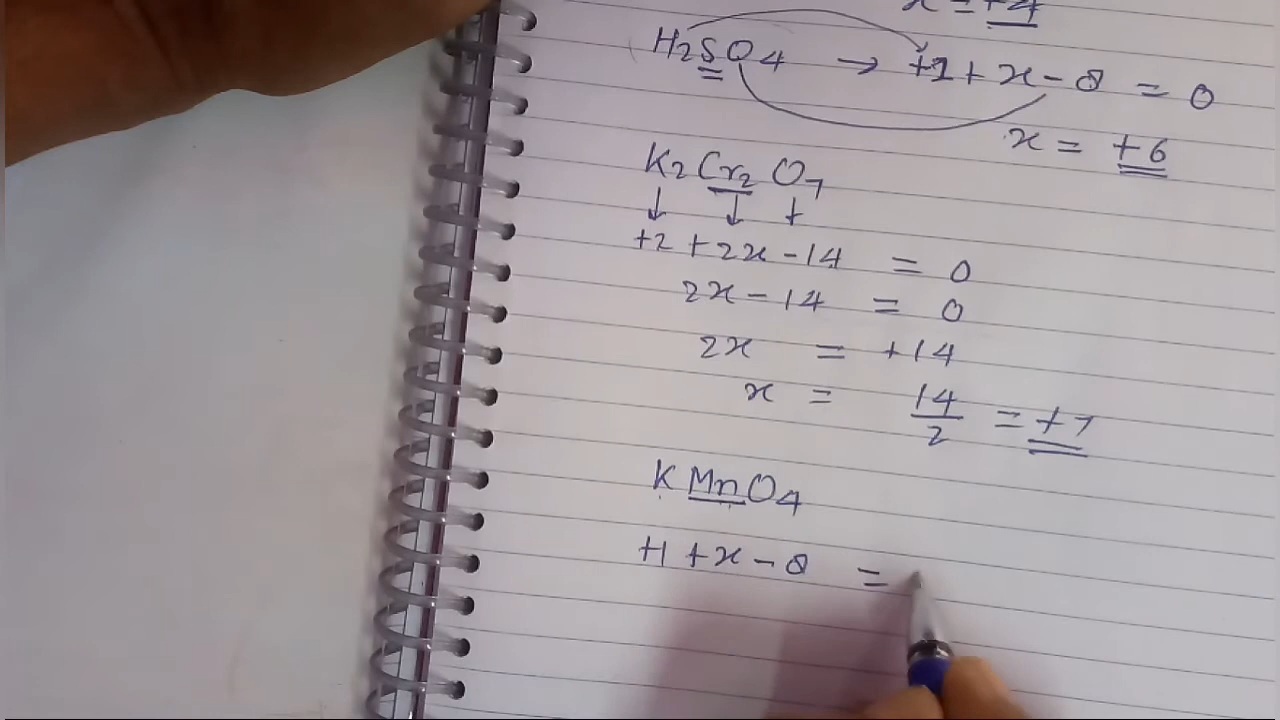 x = +4
H2SO4 → +2 + x - 8 = 0
x = +6
K2Cr2O7
↓ ↓ ↓
+2 + 2x - 14 = 0
2x - 14 = 0
2x = +14
x = 14/2 = +7
KMnO4
+1 + x - 8 =